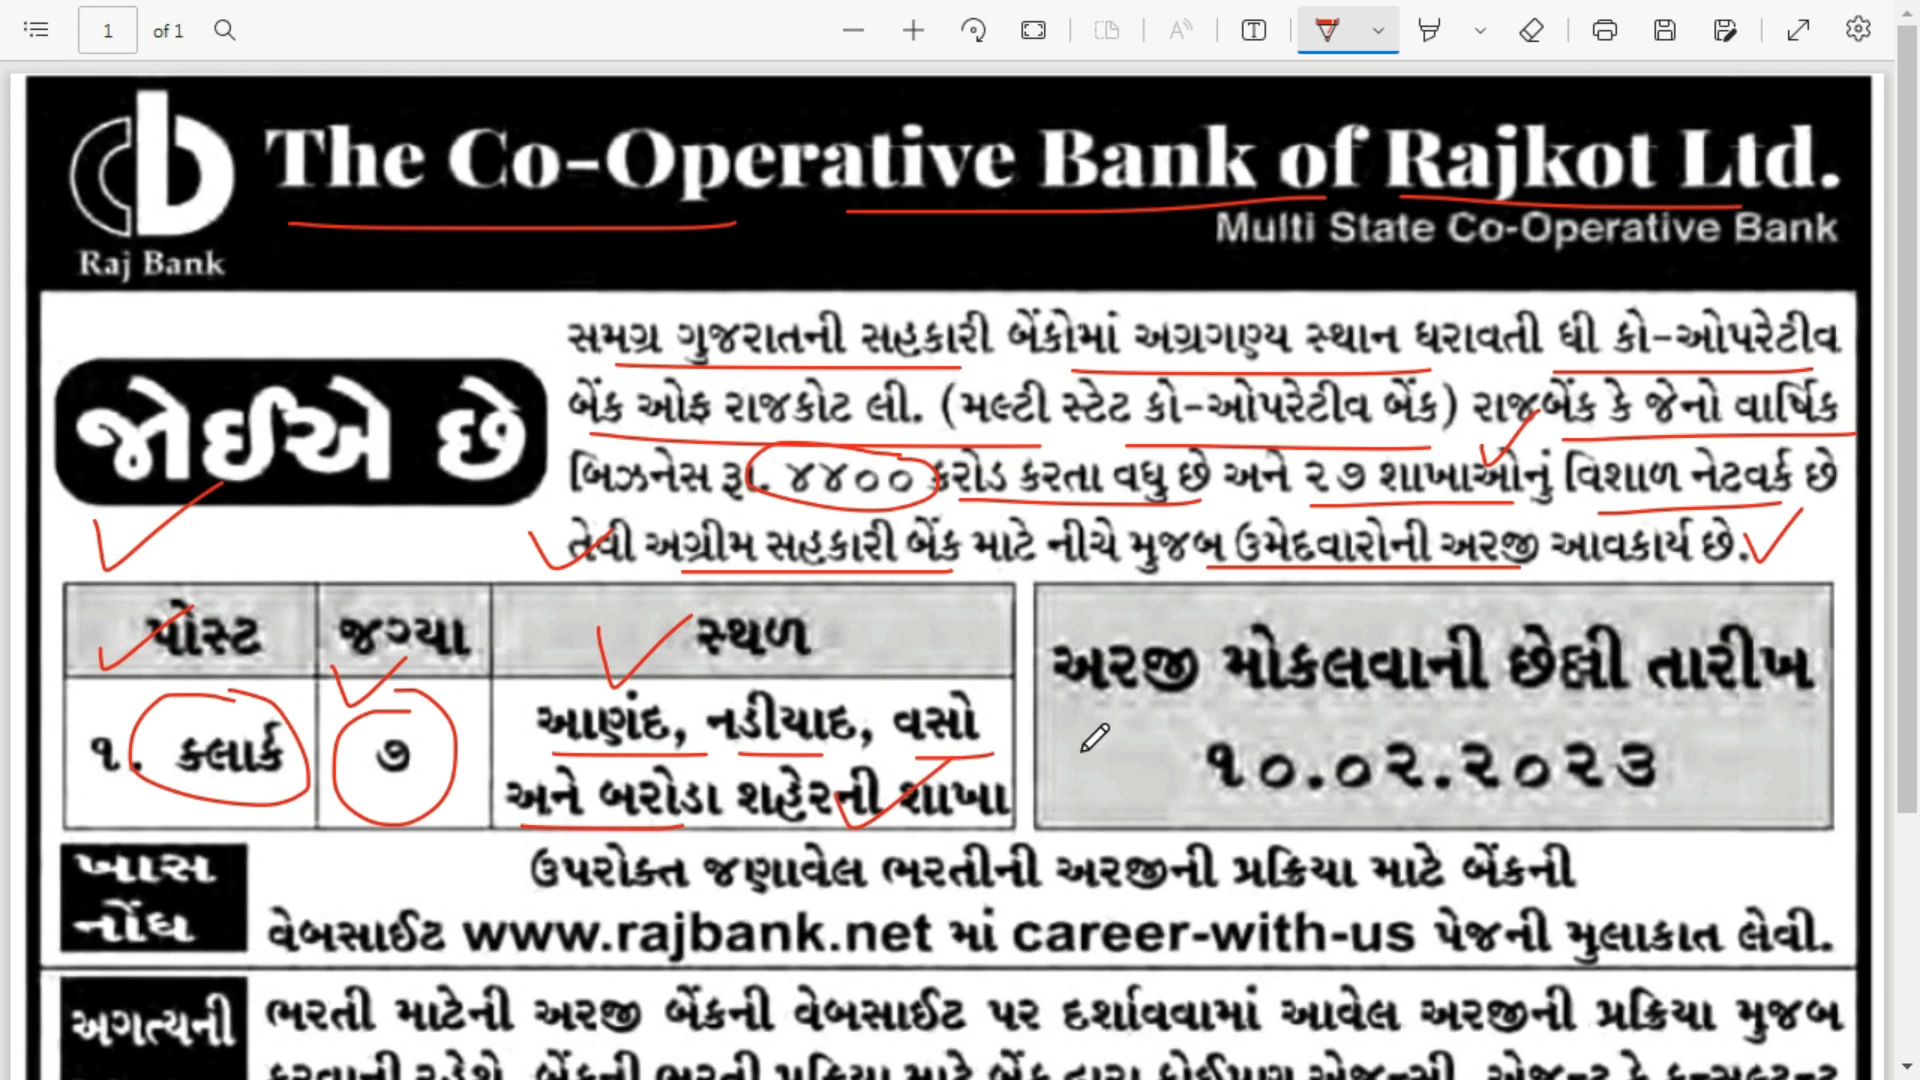 1 of 1
The Co-Operative Bank of Rajkot Ltd.
Multi State Co-Operative Bank
Raj Bank
જોઈએ છે
સમગ્ર ગુજરાતની સહકારી બેંકોમાં અગ્રગણ્ય સ્થાન ધરાવતી ધી કો-ઓપરેટીવ
બેંક ઓફ રાજકોટ લી. (મલ્ટી સ્ટેટ કો-ઓપરેટીવ બેંક) રાજબેંક કે જેનો વાર્ષિક
બિઝનેસ રૂા. ૪૪૦૦ કરોડ કરતા વધુ છે અને ૨૭ શાખાઓનું વિશાળ નેટવર્ક છે
તેવી અગ્રીમ સહકારી બેંક માટે નીચે મુજબ ઉમેદવારોની અરજી આવકાર્ય છે.
પોસ્ટ જગ્યા સ્થળ
૧. ક્લાર્ક ૭ આણંદ, નડીયાદ, વસો
અને બરોડા શહેરની શાખા
અરજી મોકલવાની છેલ્લી તારીખ
૧૦.૦૨.૨૦૨૩
ખાસ
નોંધ
ઉપરોક્ત જણાવેલ ભરતીની અરજીની પ્રક્રિયા માટે બેંકની
વેબસાઈટ www.rajbank.net માં career-with-us પેજની મુલાકાત લેવી.
અગત્યની
ભરતી માટેની અરજી બેંકની વેબસાઈટ પર દર્શાવવામાં આવેલ અરજીની પ્રક્રિયા મુજબ